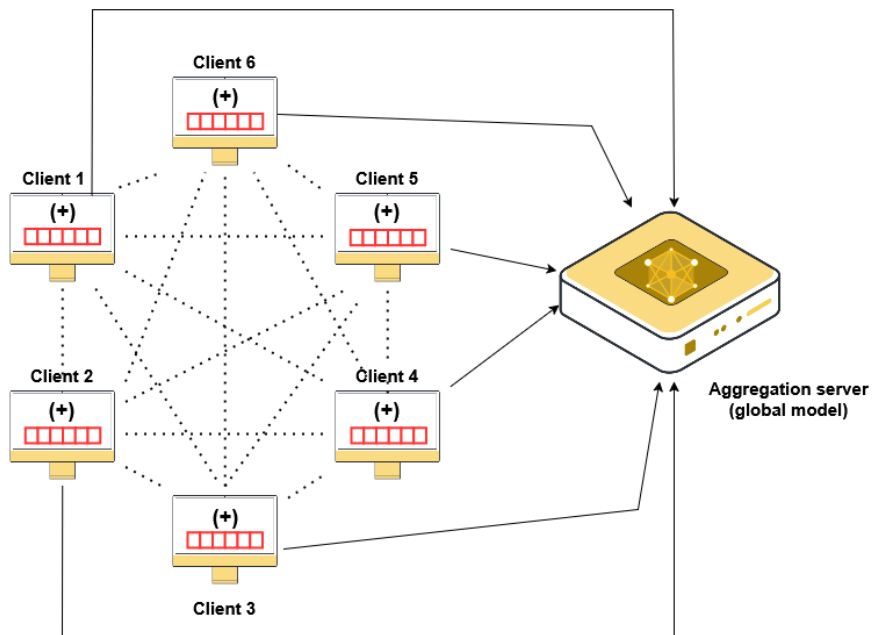 Client 6
(+)
Client 1
(+)
Client 5
(+)
Client 2
(+)
Client 4
(+)
Aggregation server
(global model)
(+)
Client 3